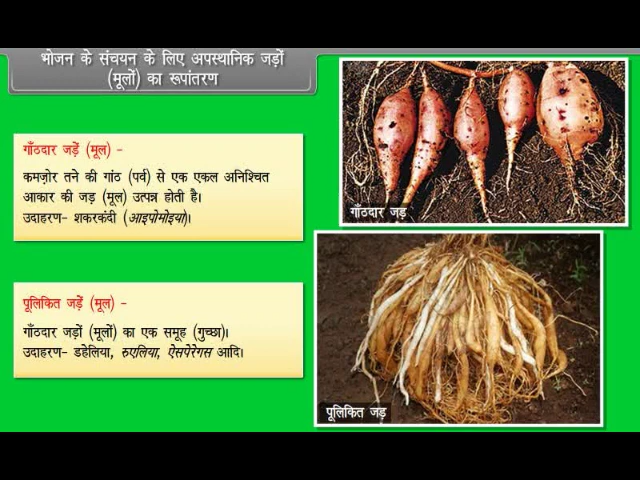 भोजन के संचयन के लिए अपस्थानिक जड़ों
(मूलों) का रूपांतरण
गाँठदार जड़ें (मूल) -
कमज़ोर तने की गांठ (पर्व) से एक एकल अनिश्चित
आकार की जड़ (मूल) उत्पन्न होती है।
उदाहरण- शकरकंदी (आइपोमोइया)।
गाँठदार जड़
पूलिकित जड़ें (मूल) -
गाँठदार जड़ों (मूलों) का एक समूह (गुच्छा)।
उदाहरण- डहेलिया, रुएलिया, ऐसपेरेगस आदि।
पूलिकित जड़